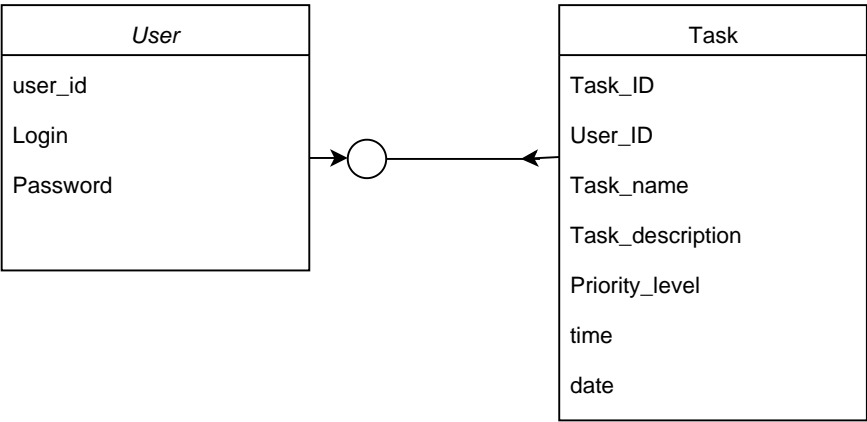 User
user_id
Login
Password
Task
Task_ID
User_ID
Task_name
Task_description
Priority_level
time
date